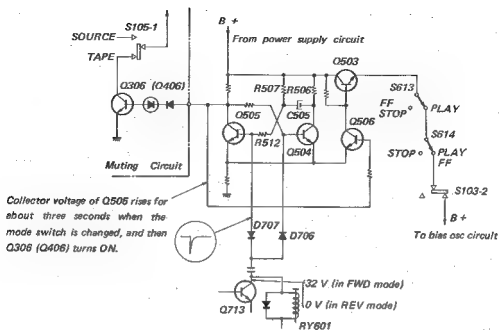 S105-1
B +
SOURCE
From power supply circuit
TAPE
Q503
Q306 (Q406)
R507
R506
S613
Q505
C505
Q506
FF
STOP
PLAY
R512
Q504
S614
Muting Circuit
STOP
PLAY
FF
Collector voltage of Q506 rises for
about three seconds when the
mode switch is changed, and then
Q306 (Q406) turns ON.
S103-2
B +
To bias osc circuit
D707
D706
32 V (in FWD mode)
0 V (in REV mode)
Q713
RY601